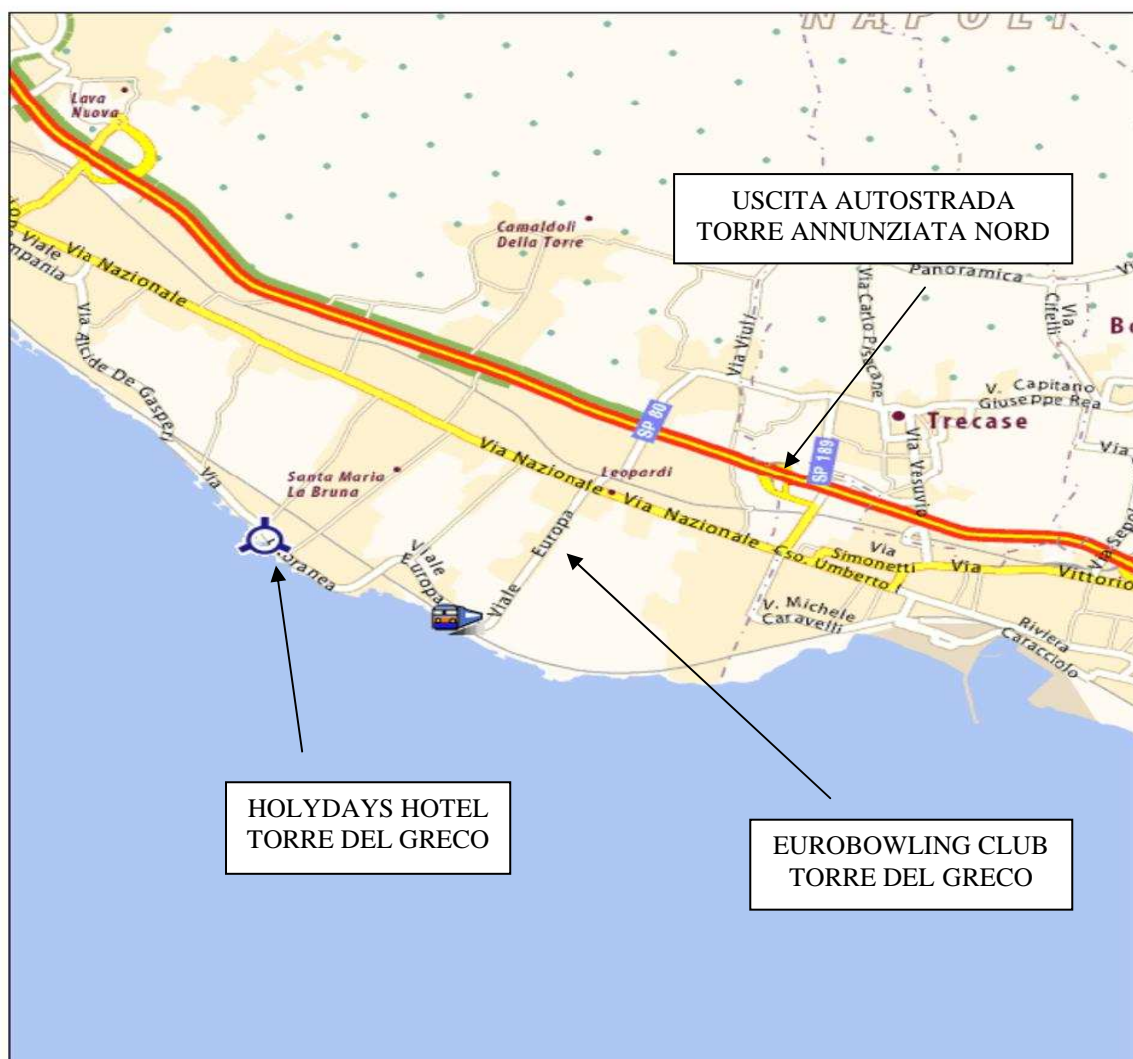 NAPOLI
Lava
Nuova
USCITA AUTOSTRADA
TORRE ANNUNZIATA NORD
Camaldoli
Della Torre
Viale
Via Nazionale
Panoramica
Via Carlo Pisacane
Via
Cifelli
Via Viuli
Via Alcide De Gasperi
V. Capitano
Giuseppe Rea
SP 80
Trecase
SP 189
Via Vesuvio
Via Nazionale
Leopardi
Santa Maria
La Bruna
Via
Via Nazionale
Cso. Umberto
Via
Simonetti
Via
Vittorio
Viale
Europa
Viale Europa
V. Michele
Caravelli
Riviera
Caracciolo
HOLYDAYS HOTEL
TORRE DEL GRECO
EUROBOWLING CLUB
TORRE DEL GRECO